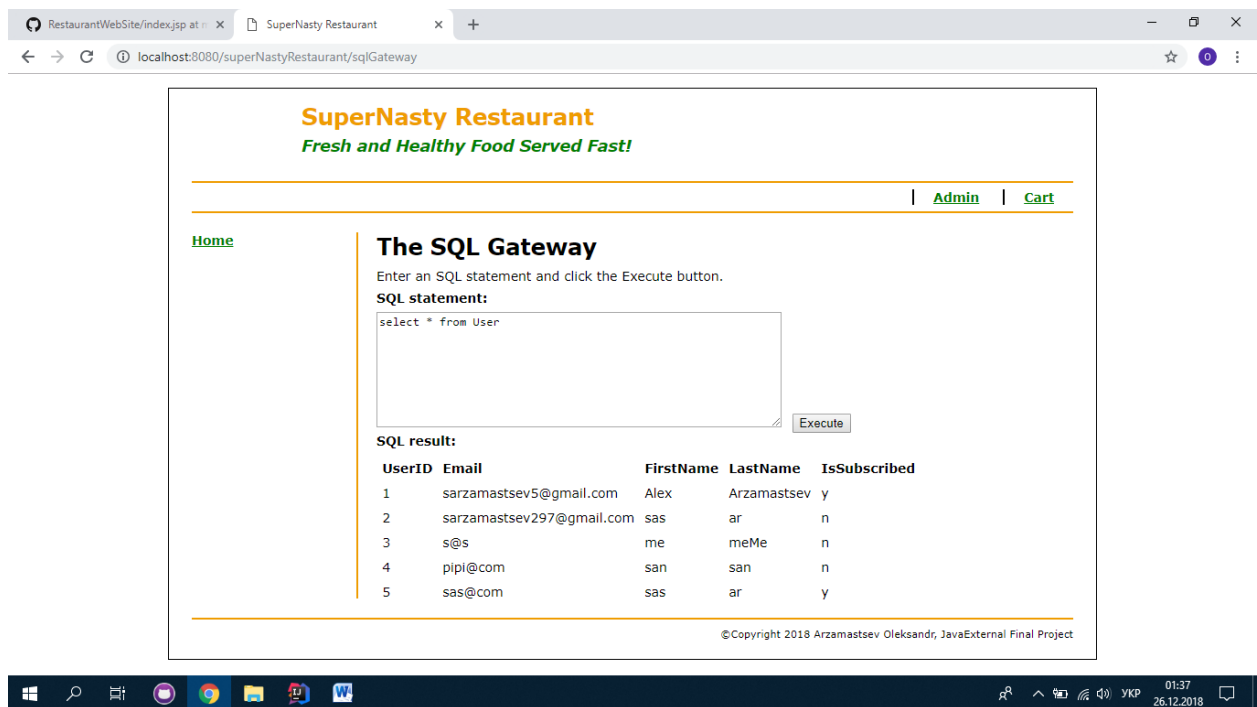 RestaurantWebSite/index.jsp at
SuperNasty Restaurant
localhost:8080/superNastyRestaurant/sqlGateway
SuperNasty Restaurant
Fresh and Healthy Food Served Fast!
Admin Cart
Home
The SQL Gateway
Enter an SQL statement and click the Execute button.
SQL statement:
select * from User
Execute
SQL result:
UserID Email FirstName LastName IsSubscribed
1 sarzamastsev5@gmail.com Alex Arzamastsev y
2 sarzamastsev297@gmail.com sas ar n
3 s@s me meMe n
4 pipi@com san san n
5 sas@com sas ar y
©Copyright 2018 Arzamastsev Oleksandr, JavaExternal Final Project
УКР
01:37
26.12.2018